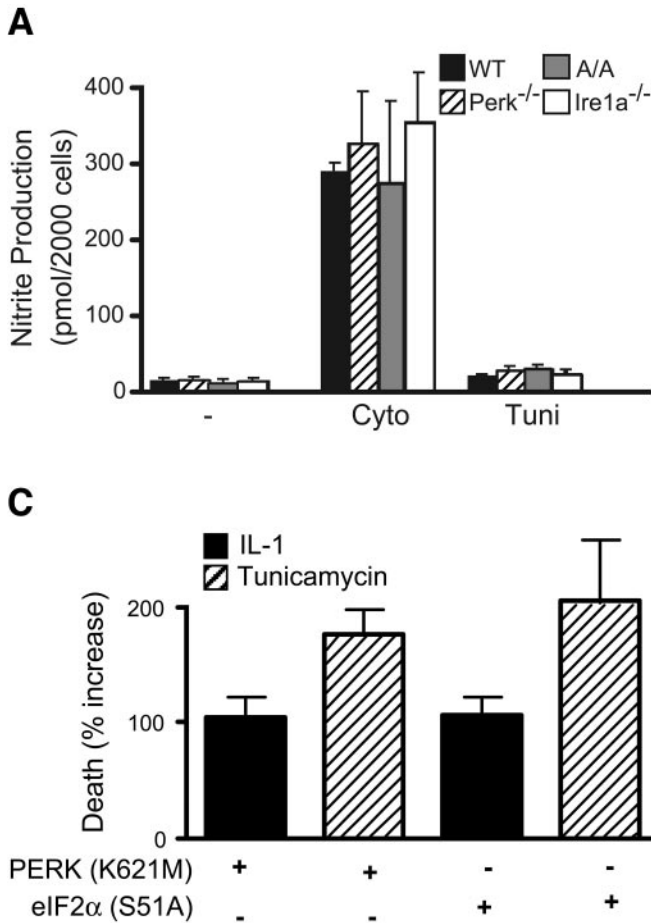 A
WT A/A
Perk-/- Ire1a-/-
400
300
200
100
0
Nitrite Production
(pmol/2000 cells)
- Cyto Tuni
C
IL-1
Tunicamycin
200
100
0
Death (% increase)
PERK (K621M) + + - -
eIF2α (S51A) - - + +